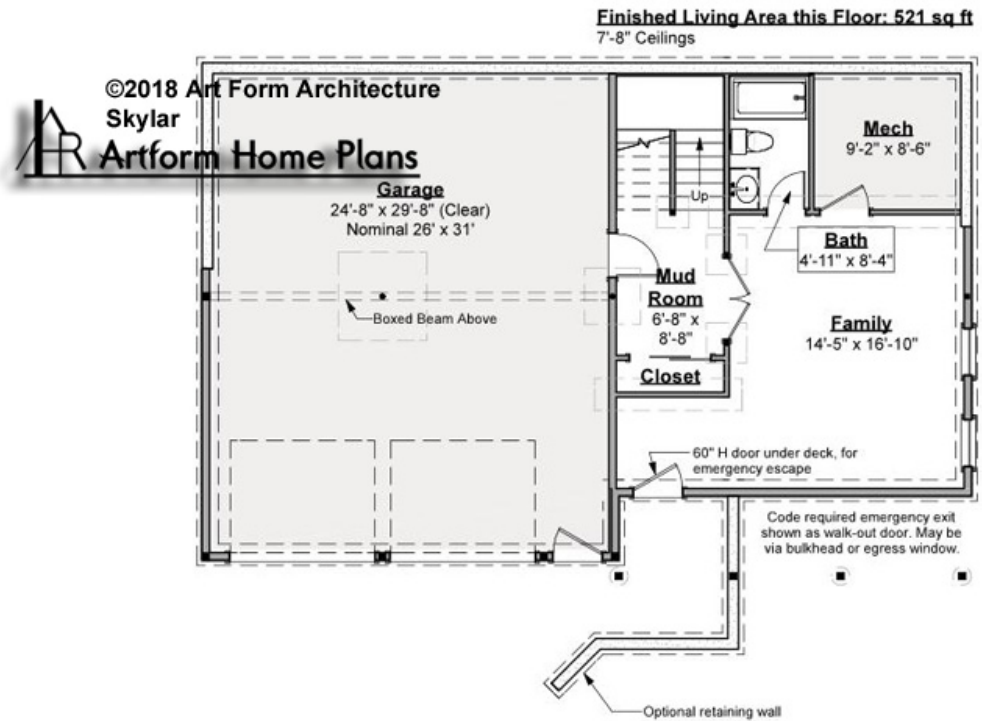 Finished Living Area this Floor: 521 sq ft
7'-8" Ceilings
©2018 Art Form Architecture
Skylar
AR Artform Home Plans
Garage
24'-8" x 29'-8" (Clear)
Nominal 26' x 31'
Boxed Beam Above
Up
Mech
9'-2" x 8'-6"
Bath
4'-11" x 8'-4"
Mud
Room
6'-8" x
8'-8"
Closet
Family
14'-5" x 16'-10"
60" H door under deck, for
emergency escape
Code required emergency exit
shown as walk-out door. May be
via bulkhead or egress window.
Optional retaining wall